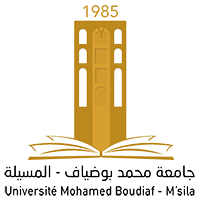 1985
جامعة محمد بوضياف - المسيلة
Université Mohamed Boudiaf - M'sila